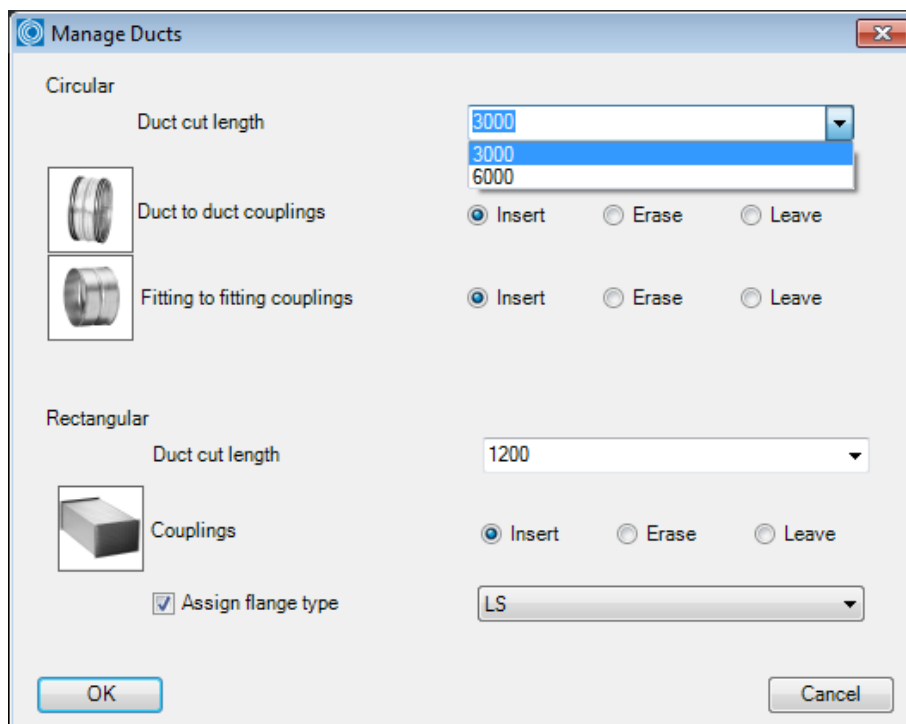 Manage Ducts
Circular
Duct cut length 3000
3000
6000
Duct to duct couplings Insert Erase Leave
Fitting to fitting couplings Insert Erase Leave
Rectangular
Duct cut length 1200
Couplings Insert Erase Leave
Assign flange type LS
OK Cancel